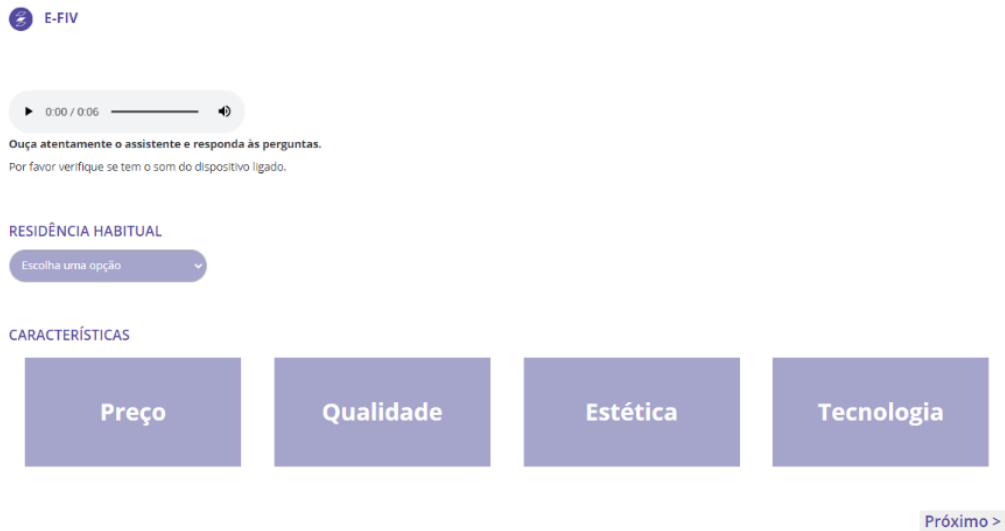 E-FIV
0:00 / 0:06
Ouça atentamente o assistente e responda às perguntas.
Por favor verifique se tem o som do dispositivo ligado.
RESIDÊNCIA HABITUAL
Escolha uma opção
CARACTERÍSTICAS
Preço Qualidade Estética Tecnologia
Próximo >